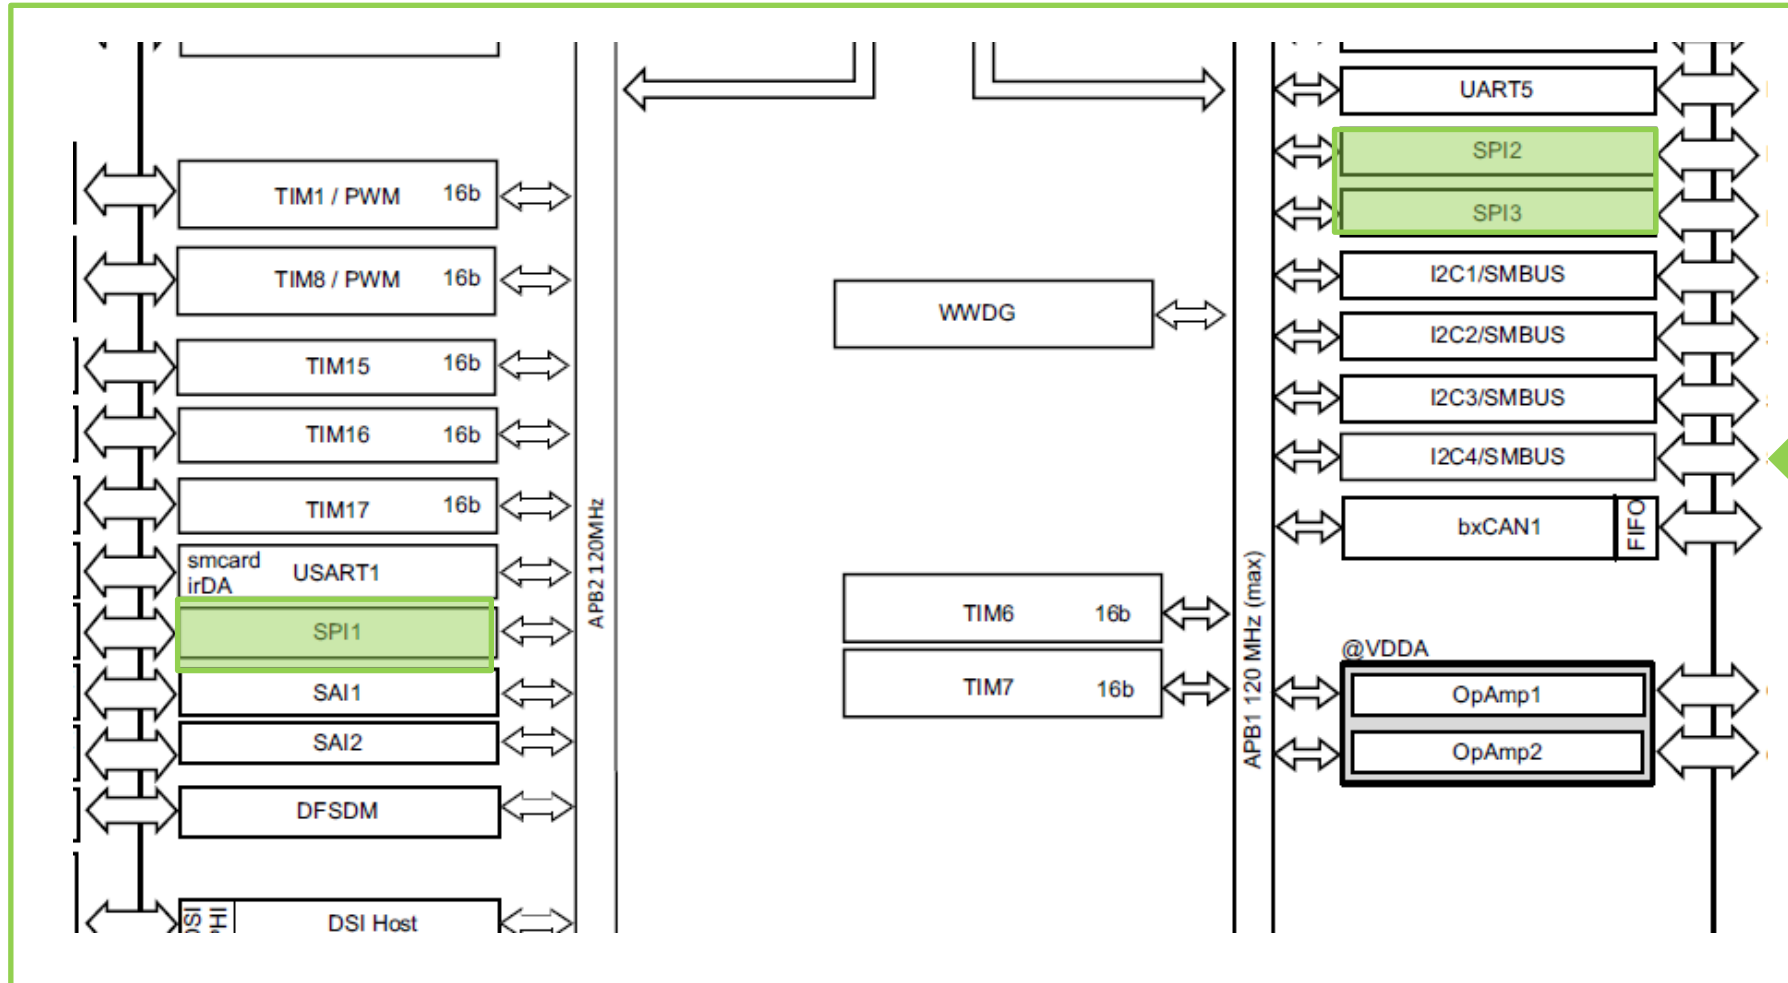 TIM1 / PWM 16b
TIM8 / PWM 16b
TIM15 16b
TIM16 16b
TIM17 16b
smcard
irDA
USART1
SPI1
SAI1
SAI2
DFSDM
DSI
PHI
DSI Host
APB2 120MHz
WWDG
TIM6 16b
TIM7 16b
APB1 120 MHz (max)
UART5
SPI2
SPI3
I2C1/SMBUS
I2C2/SMBUS
I2C3/SMBUS
I2C4/SMBUS
bxCAN1
FIFO
@VDDA
OpAmp1
OpAmp2